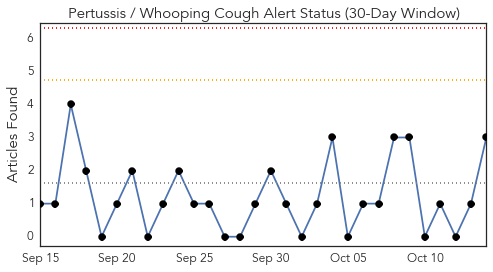 Pertussis / Whooping Cough Alert Status (30-Day Window)
Articles Found
6
5
4
3
2
1
0
Sep 15 Sep 20 Sep 25 Sep 30 Oct 05 Oct 10